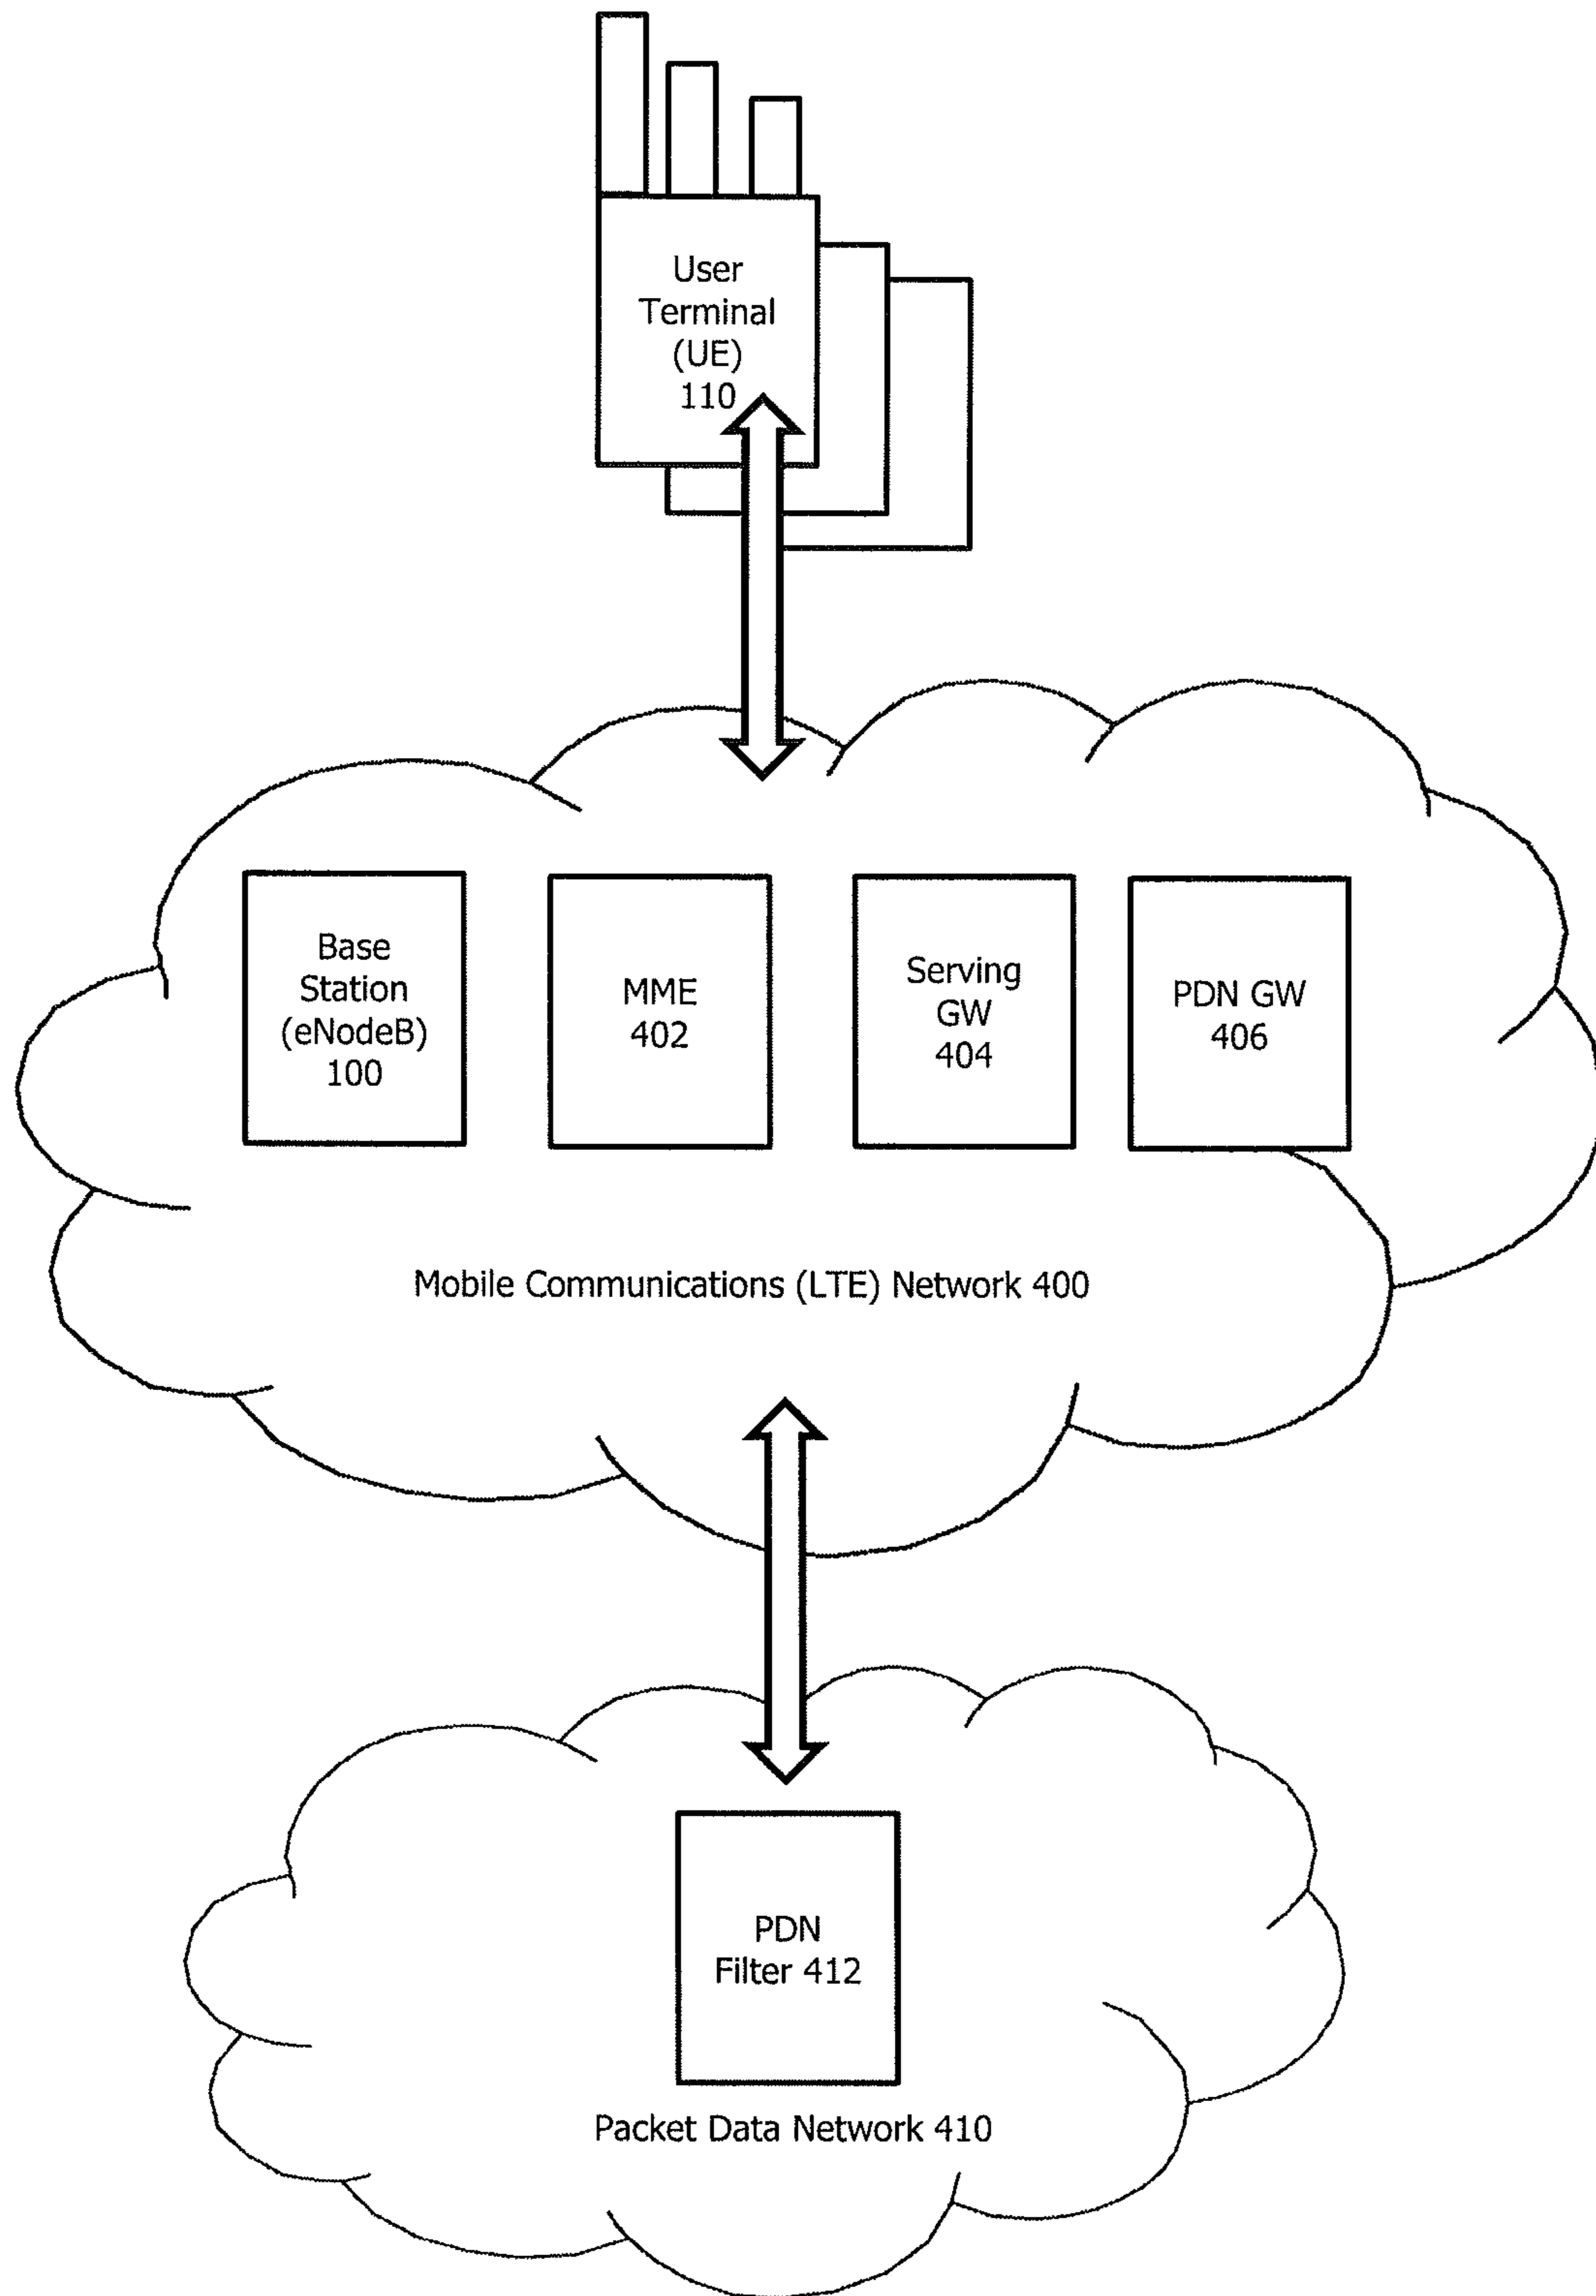 User
Terminal
(UE)
110
Base
Station
(eNodeB)
100
MME
402
Serving
GW
404
PDN GW
406
Mobile Communications (LTE) Network 400
PDN
Filter 412
Packet Data Network 410